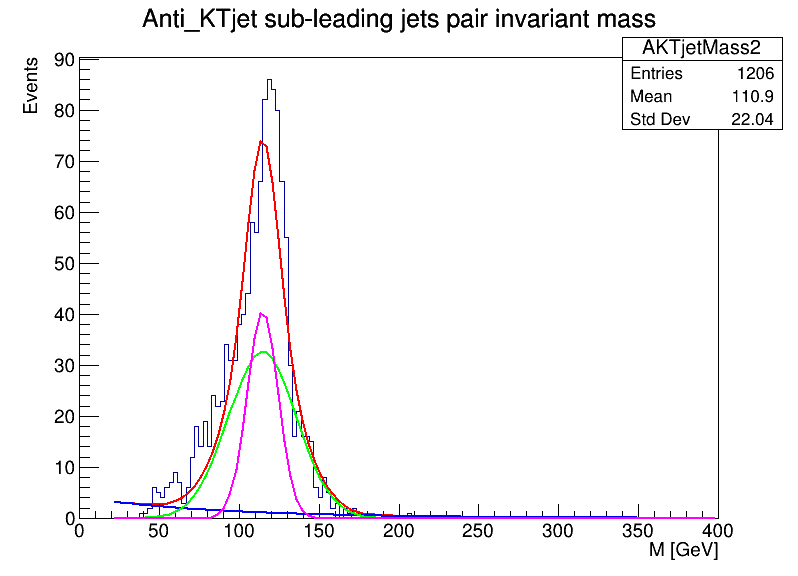 Anti_KTjet sub-leading jets pair invariant mass
AKTjetMass2
Entries 1206
Mean 110.9
Std Dev 22.04
Events
90
80
70
60
50
40
30
20
10
0
0 50 100 150 200 250 300 350 400
M [GeV]